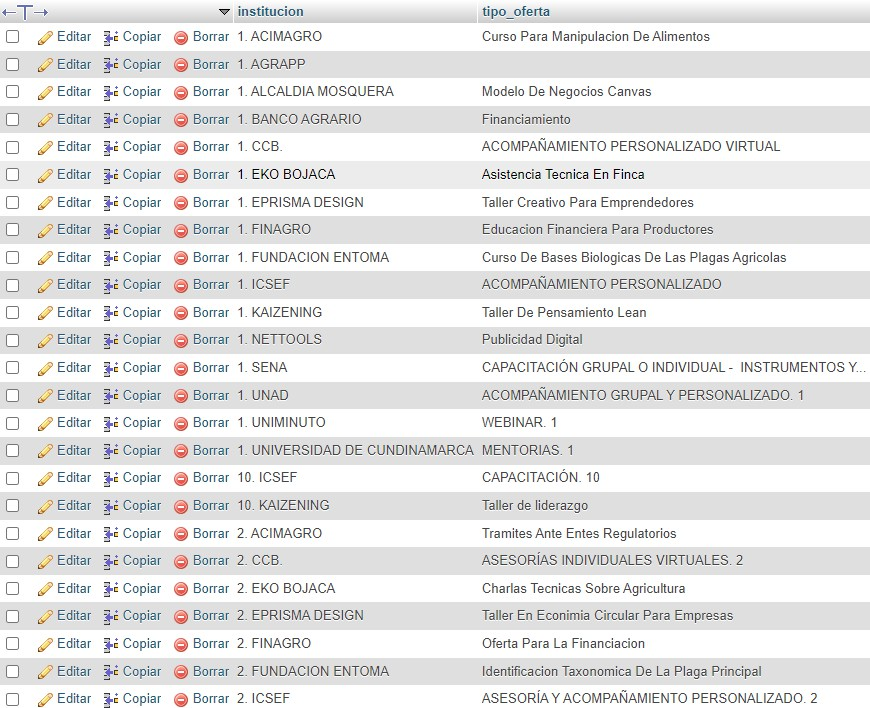 institucion tipo_oferta
Editar Copiar Borrar 1. ACIMAGRO Curso Para Manipulacion De Alimentos
Editar Copiar Borrar 1. AGRAPP
Editar Copiar Borrar 1. ALCALDIA MOSQUERA Modelo De Negocios Canvas
Editar Copiar Borrar 1. BANCO AGRARIO Financiamiento
Editar Copiar Borrar 1. CCB. ACOMPAÑAMIENTO PERSONALIZADO VIRTUAL
Editar Copiar Borrar 1. EKO BOJACA Asistencia Tecnica En Finca
Editar Copiar Borrar 1. EPRISMA DESIGN Taller Creativo Para Emprendedores
Editar Copiar Borrar 1. FINAGRO Educacion Financiera Para Productores
Editar Copiar Borrar 1. FUNDACION ENTOMA Curso De Bases Biologicas De Las Plagas Agricolas
Editar Copiar Borrar 1. ICSEF ACOMPAÑAMIENTO PERSONALIZADO
Editar Copiar Borrar 1. KAIZENING Taller De Pensamiento Lean
Editar Copiar Borrar 1. NETTOOLS Publicidad Digital
Editar Copiar Borrar 1. SENA CAPACITACIÓN GRUPAL O INDIVIDUAL - INSTRUMENTOS Y...
Editar Copiar Borrar 1. UNAD ACOMPAÑAMIENTO GRUPAL Y PERSONALIZADO. 1
Editar Copiar Borrar 1. UNIMINUTO WEBINAR. 1
Editar Copiar Borrar 1. UNIVERSIDAD DE CUNDINAMARCA MENTORIAS. 1
Editar Copiar Borrar 10. ICSEF CAPACITACIÓN. 10
Editar Copiar Borrar 10. KAIZENING Taller de liderazgo
Editar Copiar Borrar 2. ACIMAGRO Tramites Ante Entes Regulatorios
Editar Copiar Borrar 2. CCB. ASESORÍAS INDIVIDUALES VIRTUALES. 2
Editar Copiar Borrar 2. EKO BOJACA Charlas Tecnicas Sobre Agricultura
Editar Copiar Borrar 2. EPRISMA DESIGN Taller En Econimia Circular Para Empresas
Editar Copiar Borrar 2. FINAGRO Oferta Para La Financiacion
Editar Copiar Borrar 2. FUNDACION ENTOMA Identificacion Taxonomica De La Plaga Principal
Editar Copiar Borrar 2. ICSEF ASESORÍA Y ACOMPAÑAMIENTO PERSONALIZADO. 2